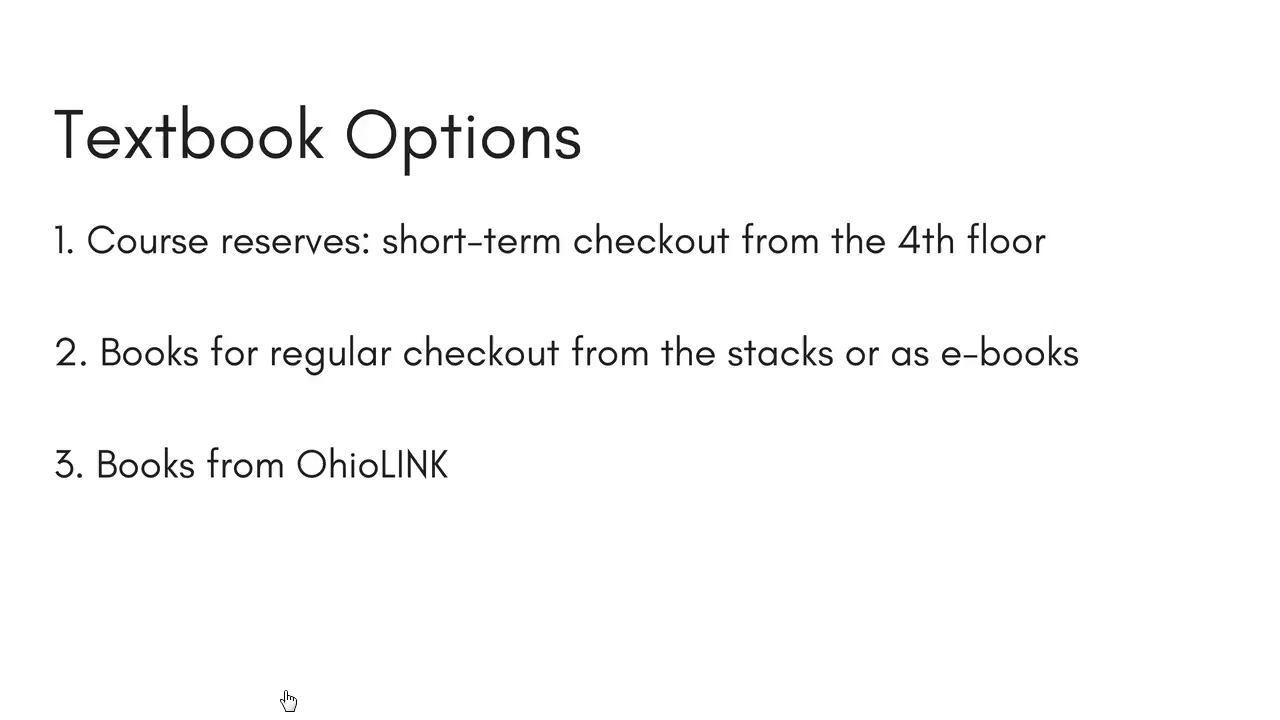 Textbook Options
1. Course reserves: short-term checkout from the 4th floor
2. Books for regular checkout from the stacks or as e-books
3. Books from OhioLINK